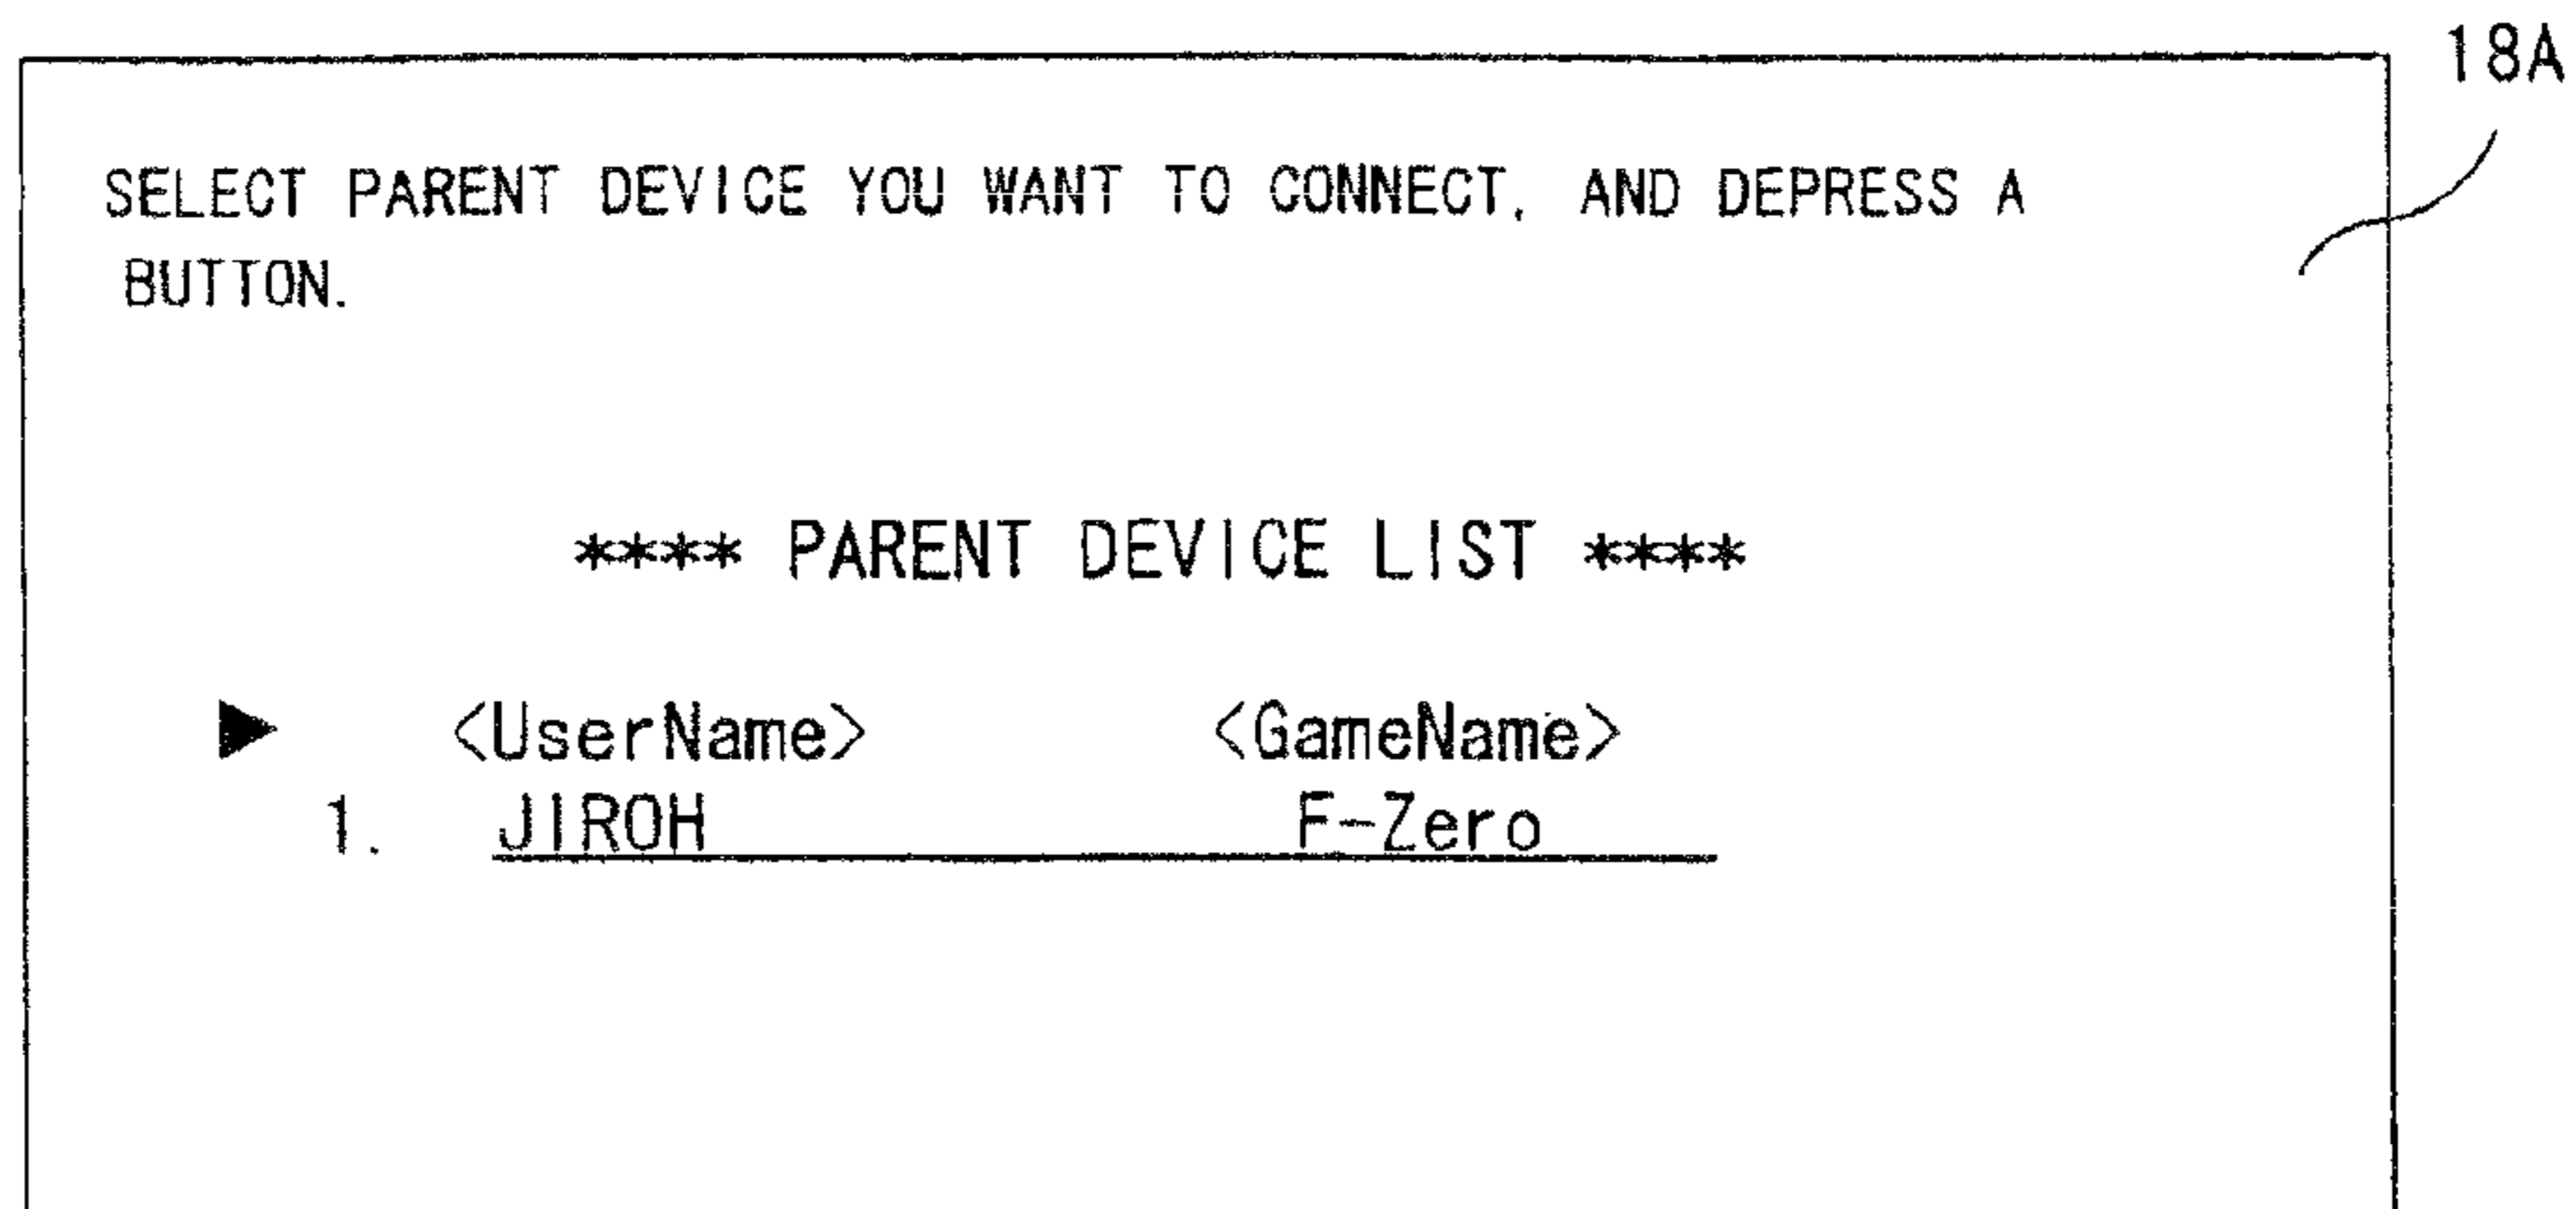 18A
SELECT PARENT DEVICE YOU WANT TO CONNECT, AND DEPRESS A
BUTTON.
**** PARENT DEVICE LIST ****
▶ <UserName> <GameName>
1. JIROH F-Zero